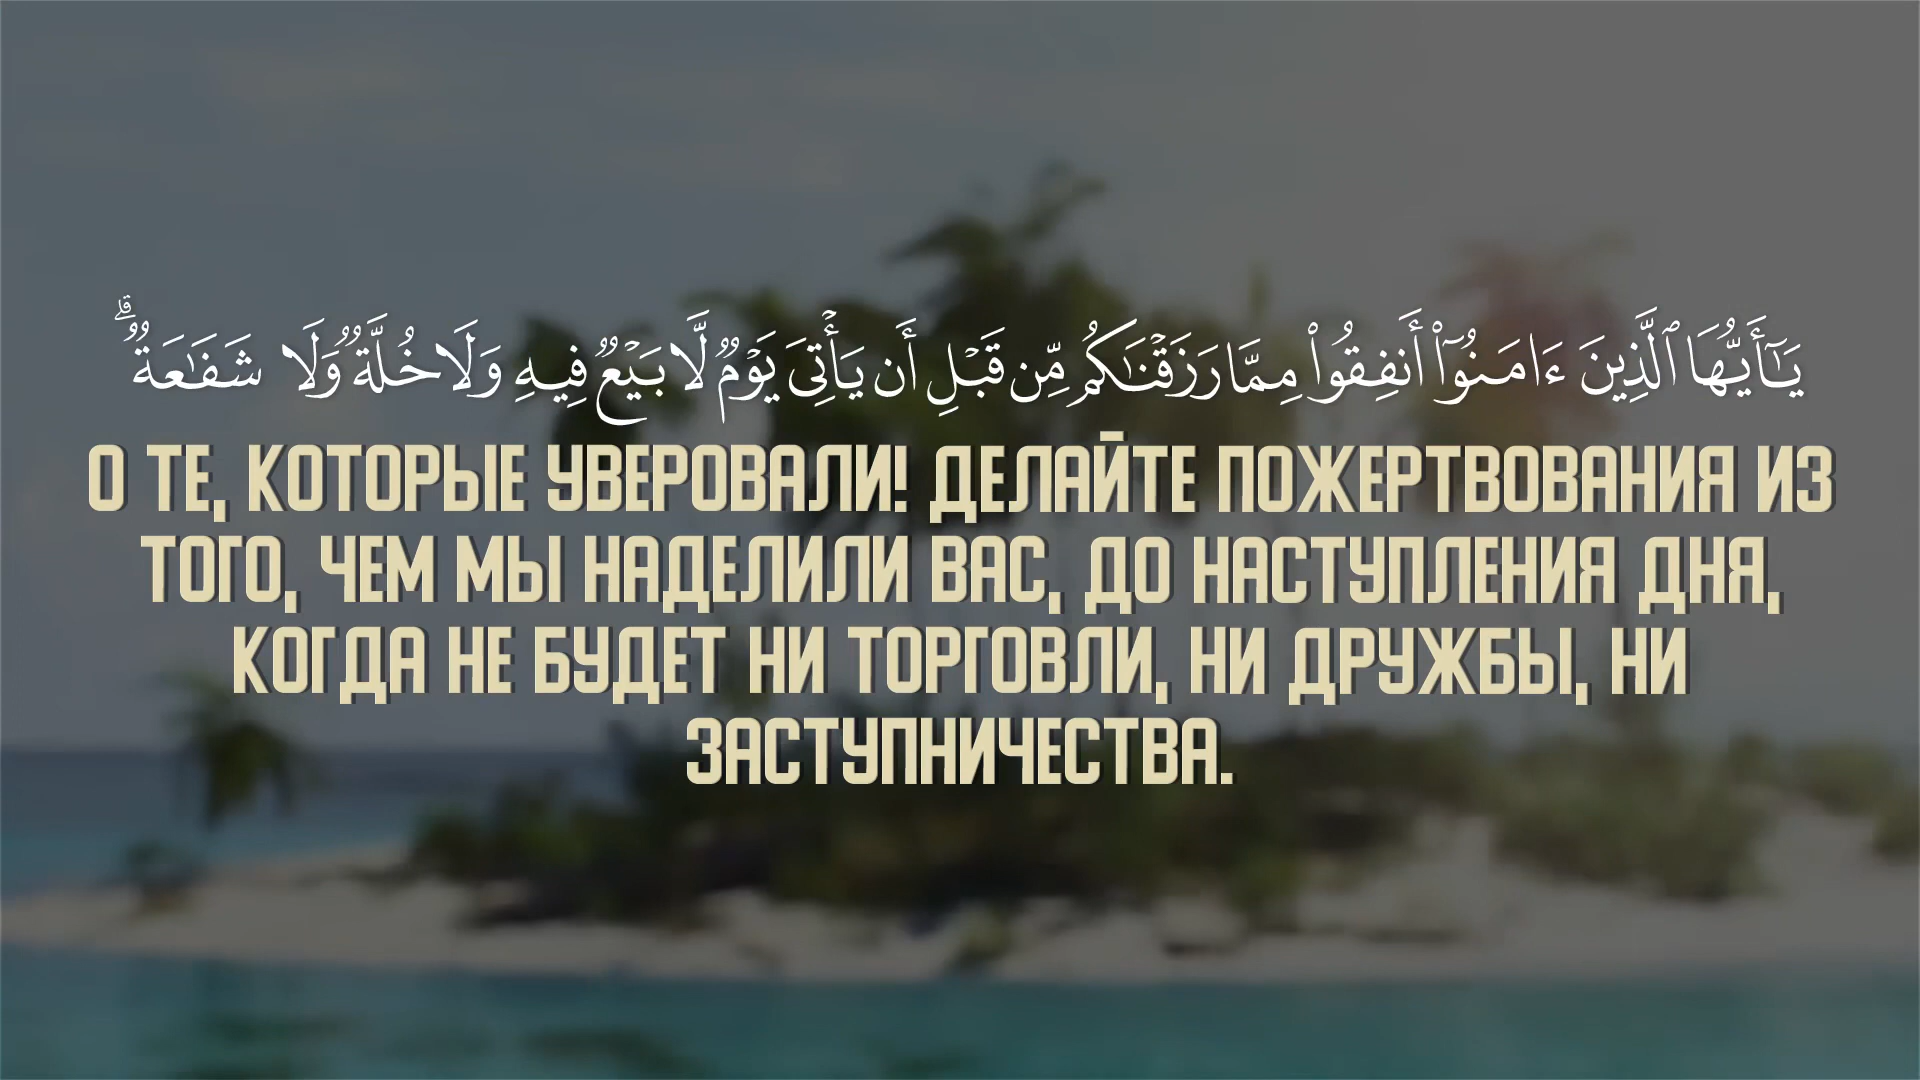 يَـٰٓأَيُّهَا ٱلَّذِينَ ءَامَنُوٓا۟ أَنفِقُوا۟ مِمَّا رَزَقْنَـٰكُم مِّن قَبْلِ أَن يَأْتِىَ يَوْمٌ لَّا بَيْعٌ فِيهِ وَلَا خُلَّةٌ وَلَا شَفَـٰعَةٌ ۗ
О ТЕ, КОТОРЫЕ УВЕРОВАЛИ! ДЕЛАЙТЕ ПОЖЕРТВОВАНИЯ ИЗ
ТОГО, ЧЕМ МЫ НАДЕЛИЛИ ВАС, ДО НАСТУПЛЕНИЯ ДНЯ,
КОГДА НЕ БУДЕТ НИ ТОРГОВЛИ, НИ ДРУЖБЫ, НИ
ЗАСТУПНИЧЕСТВА.